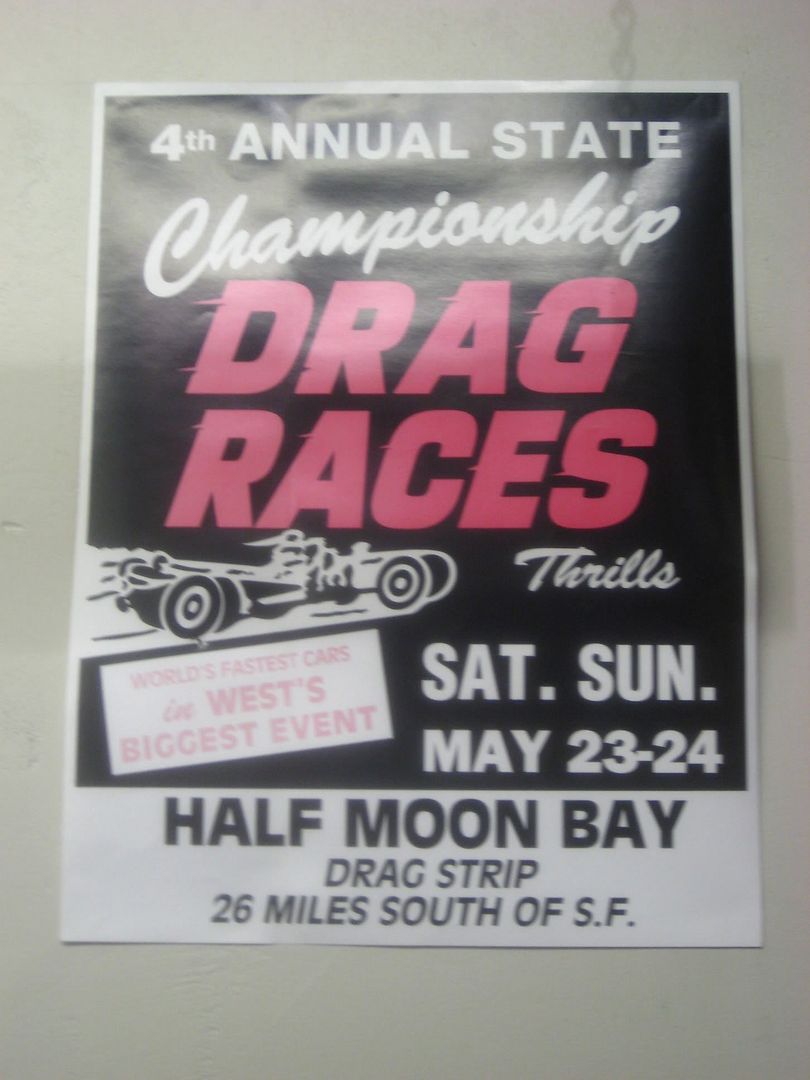 4th ANNUAL STATE
Championship
DRAG
RACES
Thrills
WORLD'S FASTEST CARS
in WEST'S
BIGGEST EVENT
SAT. SUN.
MAY 23-24
HALF MOON BAY
DRAG STRIP
26 MILES SOUTH OF S.F.